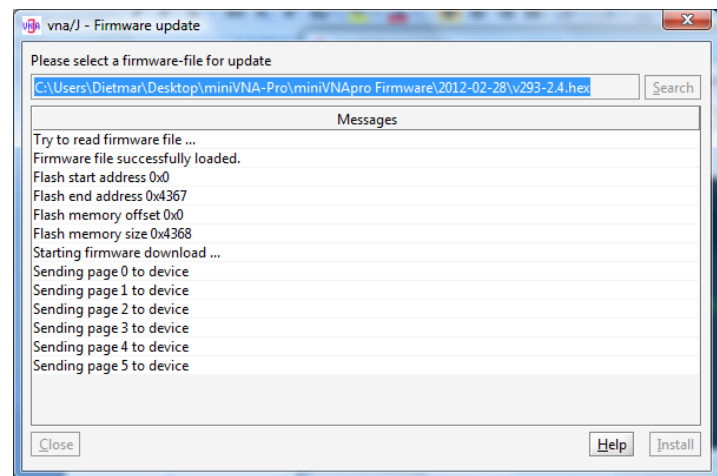 vna/J - Firmware update
Please select a firmware-file for update
C:\Users\Dietmar\Desktop\miniVNA-Pro\miniVNApro Firmware\2012-02-28\v293-2.4.hex
Search
Messages
Try to read firmware file ...
Firmware file successfully loaded.
Flash start address 0x0
Flash end address 0x4367
Flash memory offset 0x0
Flash memory size 0x4368
Starting firmware download ...
Sending page 0 to device
Sending page 1 to device
Sending page 2 to device
Sending page 3 to device
Sending page 4 to device
Sending page 5 to device
Close
Help
Install